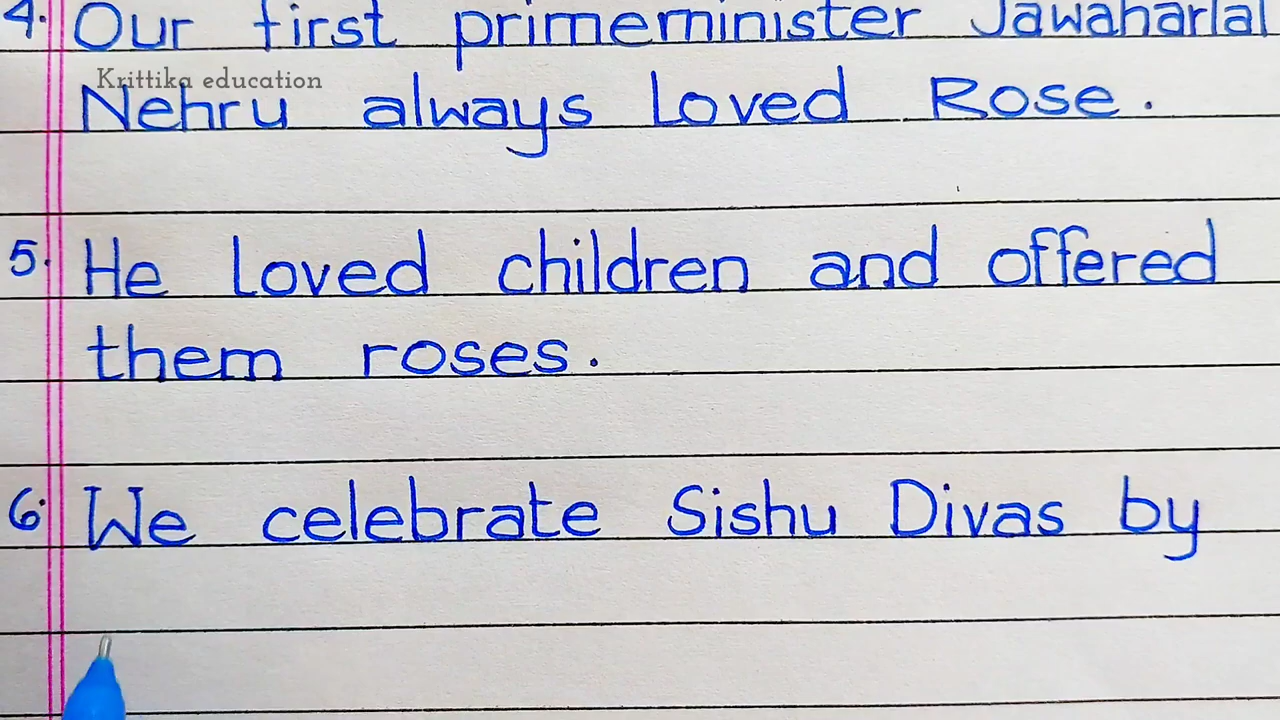 4. Our first primeminister Jawaharlal
Krittika education
Nehru always loved Rose.
5. He loved children and offered
them roses.
6. We celebrate Sishu Divas by